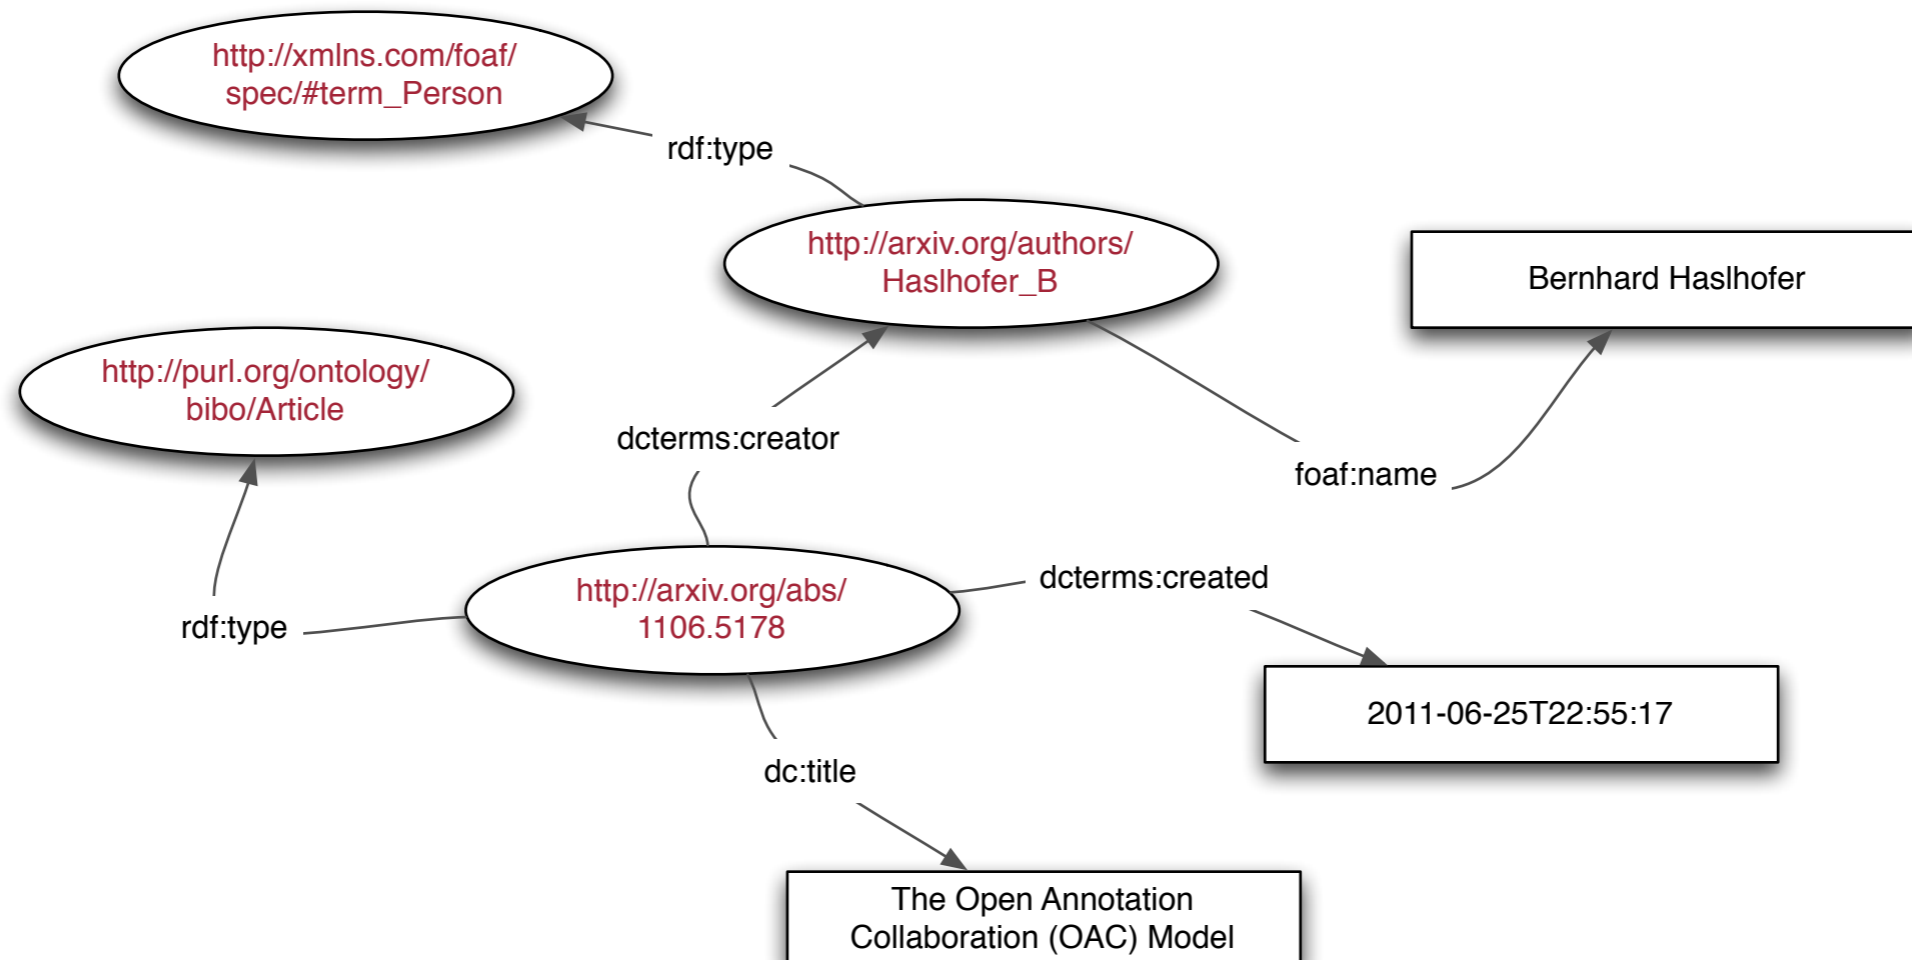 http://xmlns.com/foaf/
spec/#term_Person
rdf:type
http://arxiv.org/authors/
Haslhofer_B
Bernhard Haslhofer
http://purl.org/ontology/
bibo/Article
dcterms:creator
foaf:name
http://arxiv.org/abs/
1106.5178
dcterms:created
rdf:type
2011-06-25T22:55:17
dc:title
The Open Annotation
Collaboration (OAC) Model